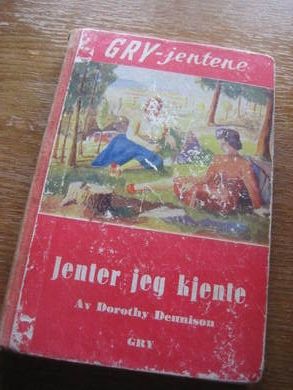 GRY-jentene
Jenter jeg kjente
Av Dorothy Dennison
GRY